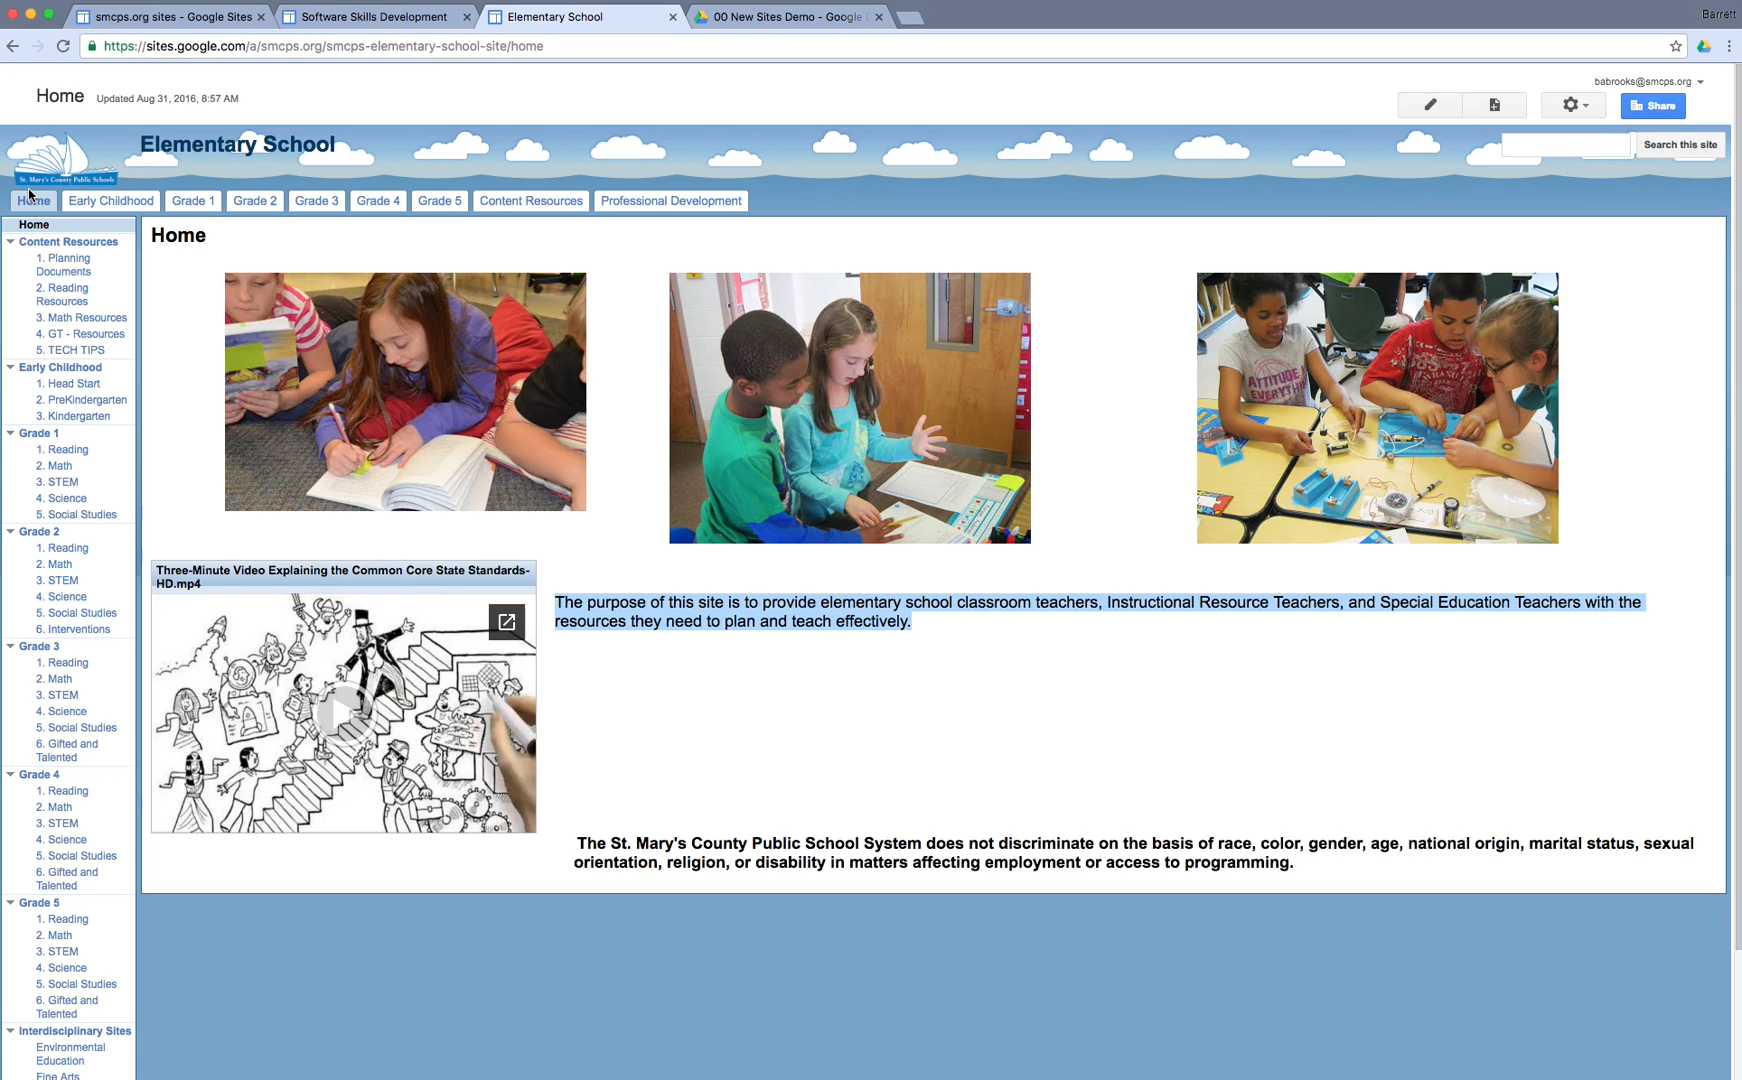 smcps.org sites - Google Sites
Software Skills Development
Elementary School
00 New Sites Demo - Google D
Barrett
https://sites.google.com/a/smcps.org/smcps-elementary-school-site/home
babrooks@smcps.org
Home Updated Aug 31, 2016, 8:57 AM
Share
Elementary School
Search this site
St. Mary's County Public Schools
Home
Early Childhood
Grade 1
Grade 2
Grade 3
Grade 4
Grade 5
Content Resources
Professional Development
Home
Content Resources
1. Planning
Documents
2. Reading
Resources
3. Math Resources
4. GT - Resources
5. TECH TIPS
Early Childhood
1. Head Start
2. PreKindergarten
3. Kindergarten
Grade 1
1. Reading
2. Math
3. STEM
4. Science
5. Social Studies
Grade 2
1. Reading
2. Math
3. STEM
4. Science
5. Social Studies
6. Interventions
Grade 3
1. Reading
2. Math
3. STEM
4. Science
5. Social Studies
6. Gifted and
Talented
Grade 4
1. Reading
2. Math
3. STEM
4. Science
5. Social Studies
6. Gifted and
Talented
Grade 5
1. Reading
2. Math
3. STEM
4. Science
5. Social Studies
6. Gifted and
Talented
Interdisciplinary Sites
Environmental
Education
Fine Arts
Home
ATTITUDE
EVERYTHING
Three-Minute Video Explaining the Common Core State Standards-
HD.mp4
The purpose of this site is to provide elementary school classroom teachers, Instructional Resource Teachers, and Special Education Teachers with the
resources they need to plan and teach effectively.
The St. Mary's County Public School System does not discriminate on the basis of race, color, gender, age, national origin, marital status, sexual
orientation, religion, or disability in matters affecting employment or access to programming.